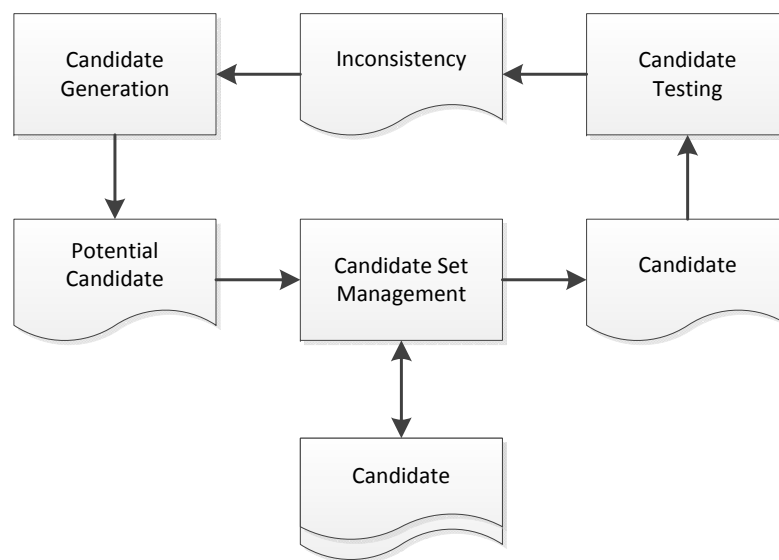 Candidate
Generation
Inconsistency
Candidate
Testing
Potential
Candidate
Candidate Set
Management
Candidate
Candidate